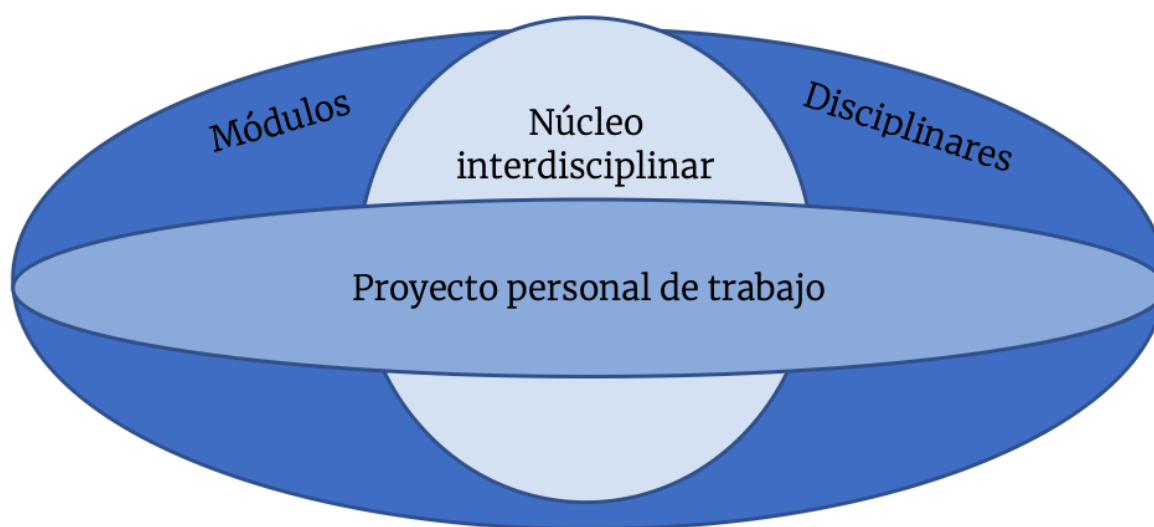 Módulos
Disciplinares
Núcleo
interdisciplinar
Proyecto personal de trabajo